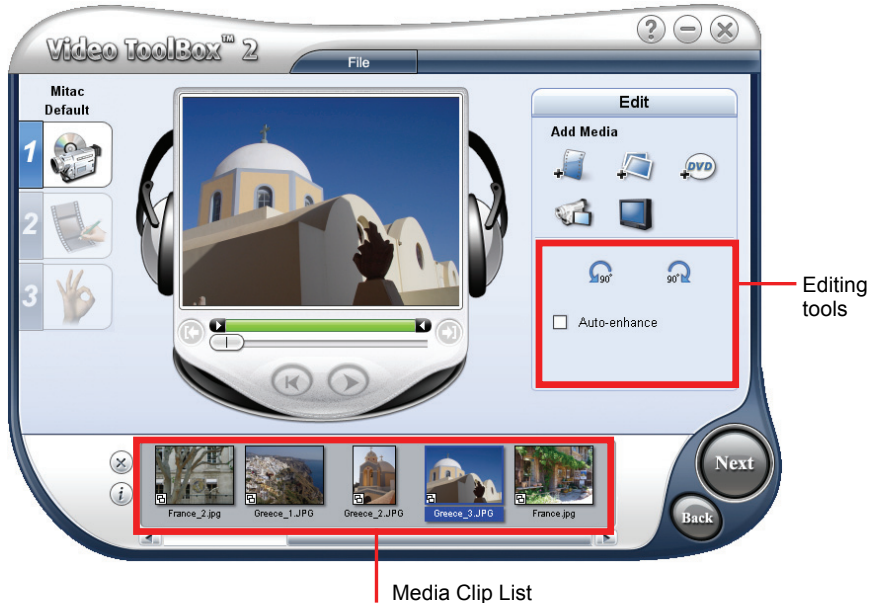 Video ToolBox™ 2
File
Mitac
Default
1
2
3
Edit
Add Media
DVD
90°
90°
Auto-enhance
Editing
tools
France_2.jpg
Greece_1.JPG
Greece_2.JPG
Greece_3.JPG
France.jpg
Next
Back
Media Clip List